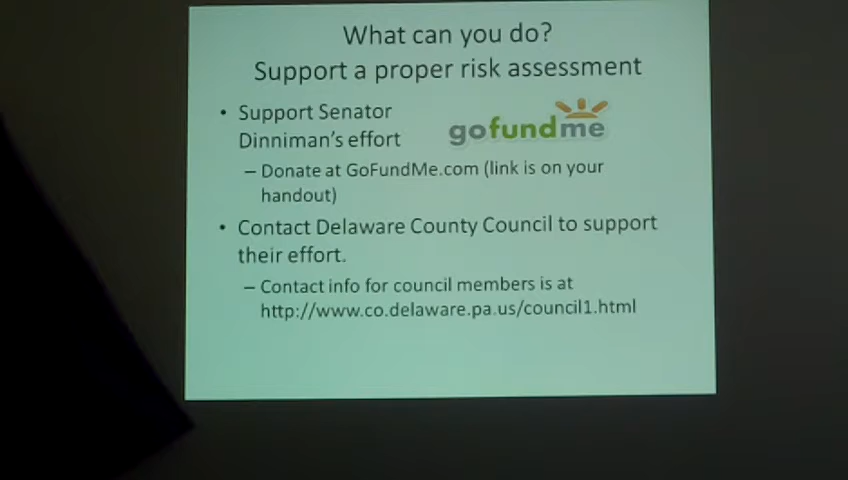 What can you do?
Support a proper risk assessment
• Support Senator
Dinniman's effort
gofundme
– Donate at GoFundMe.com (link is on your
handout)
• Contact Delaware County Council to support
their effort.
– Contact info for council members is at
http://www.co.delaware.pa.us/council1.html